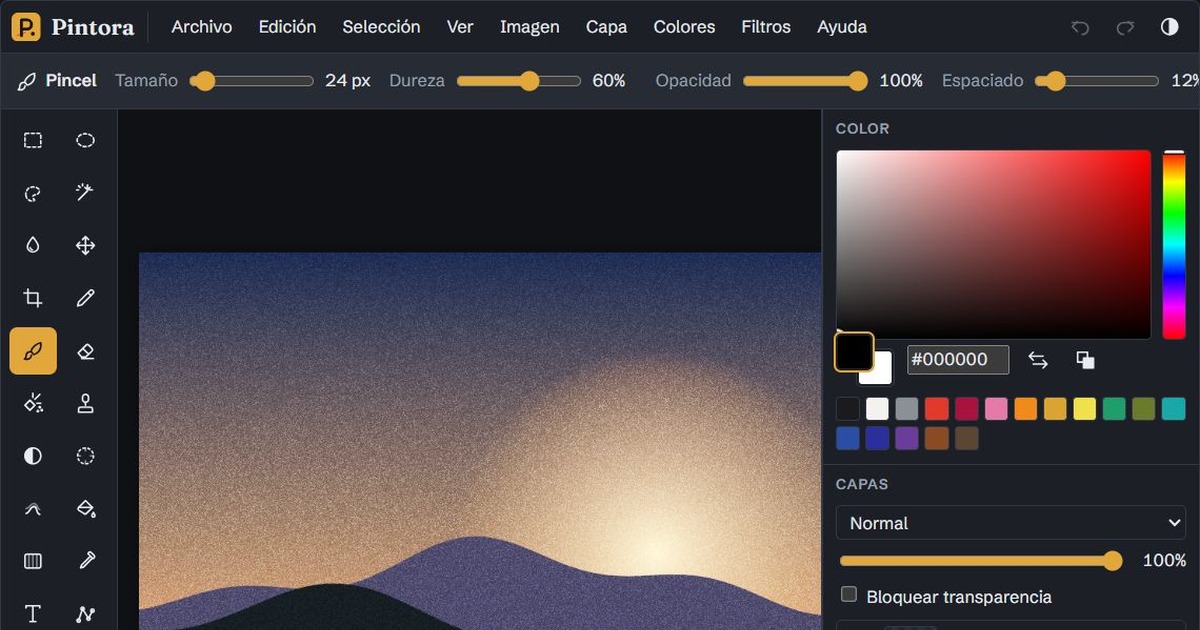 P. Pintora Archivo Edición Selección Ver Imagen Capa Colores Filtros Ayuda
Pincel Tamaño 24 px Dureza 60% Opacidad 100% Espaciado 12%
COLOR
#000000
CAPAS
Normal
100%
Bloquear transparencia
T